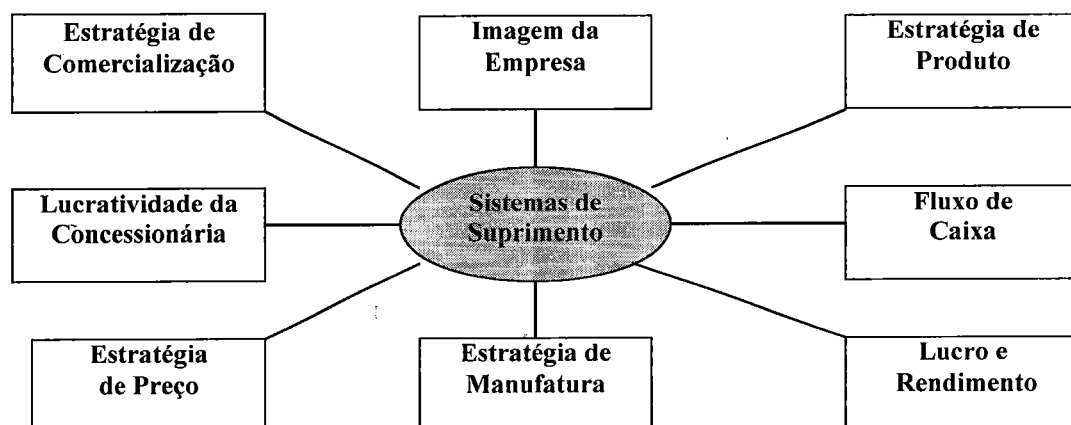 Estratégia de
Comercialização
Imagem da
Empresa
Estratégia de
Produto
Lucratividade da
Concessionária
Sistemas de
Suprimento
Fluxo de
Caixa
Estratégia
de Preço
Estratégia de
Manufatura
Lucro e
Rendimento